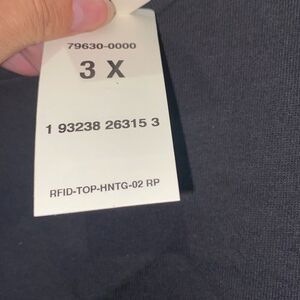 79630-0000
3 X
1 93238 26315 3
RFID-TOP-HNTG-02 RP